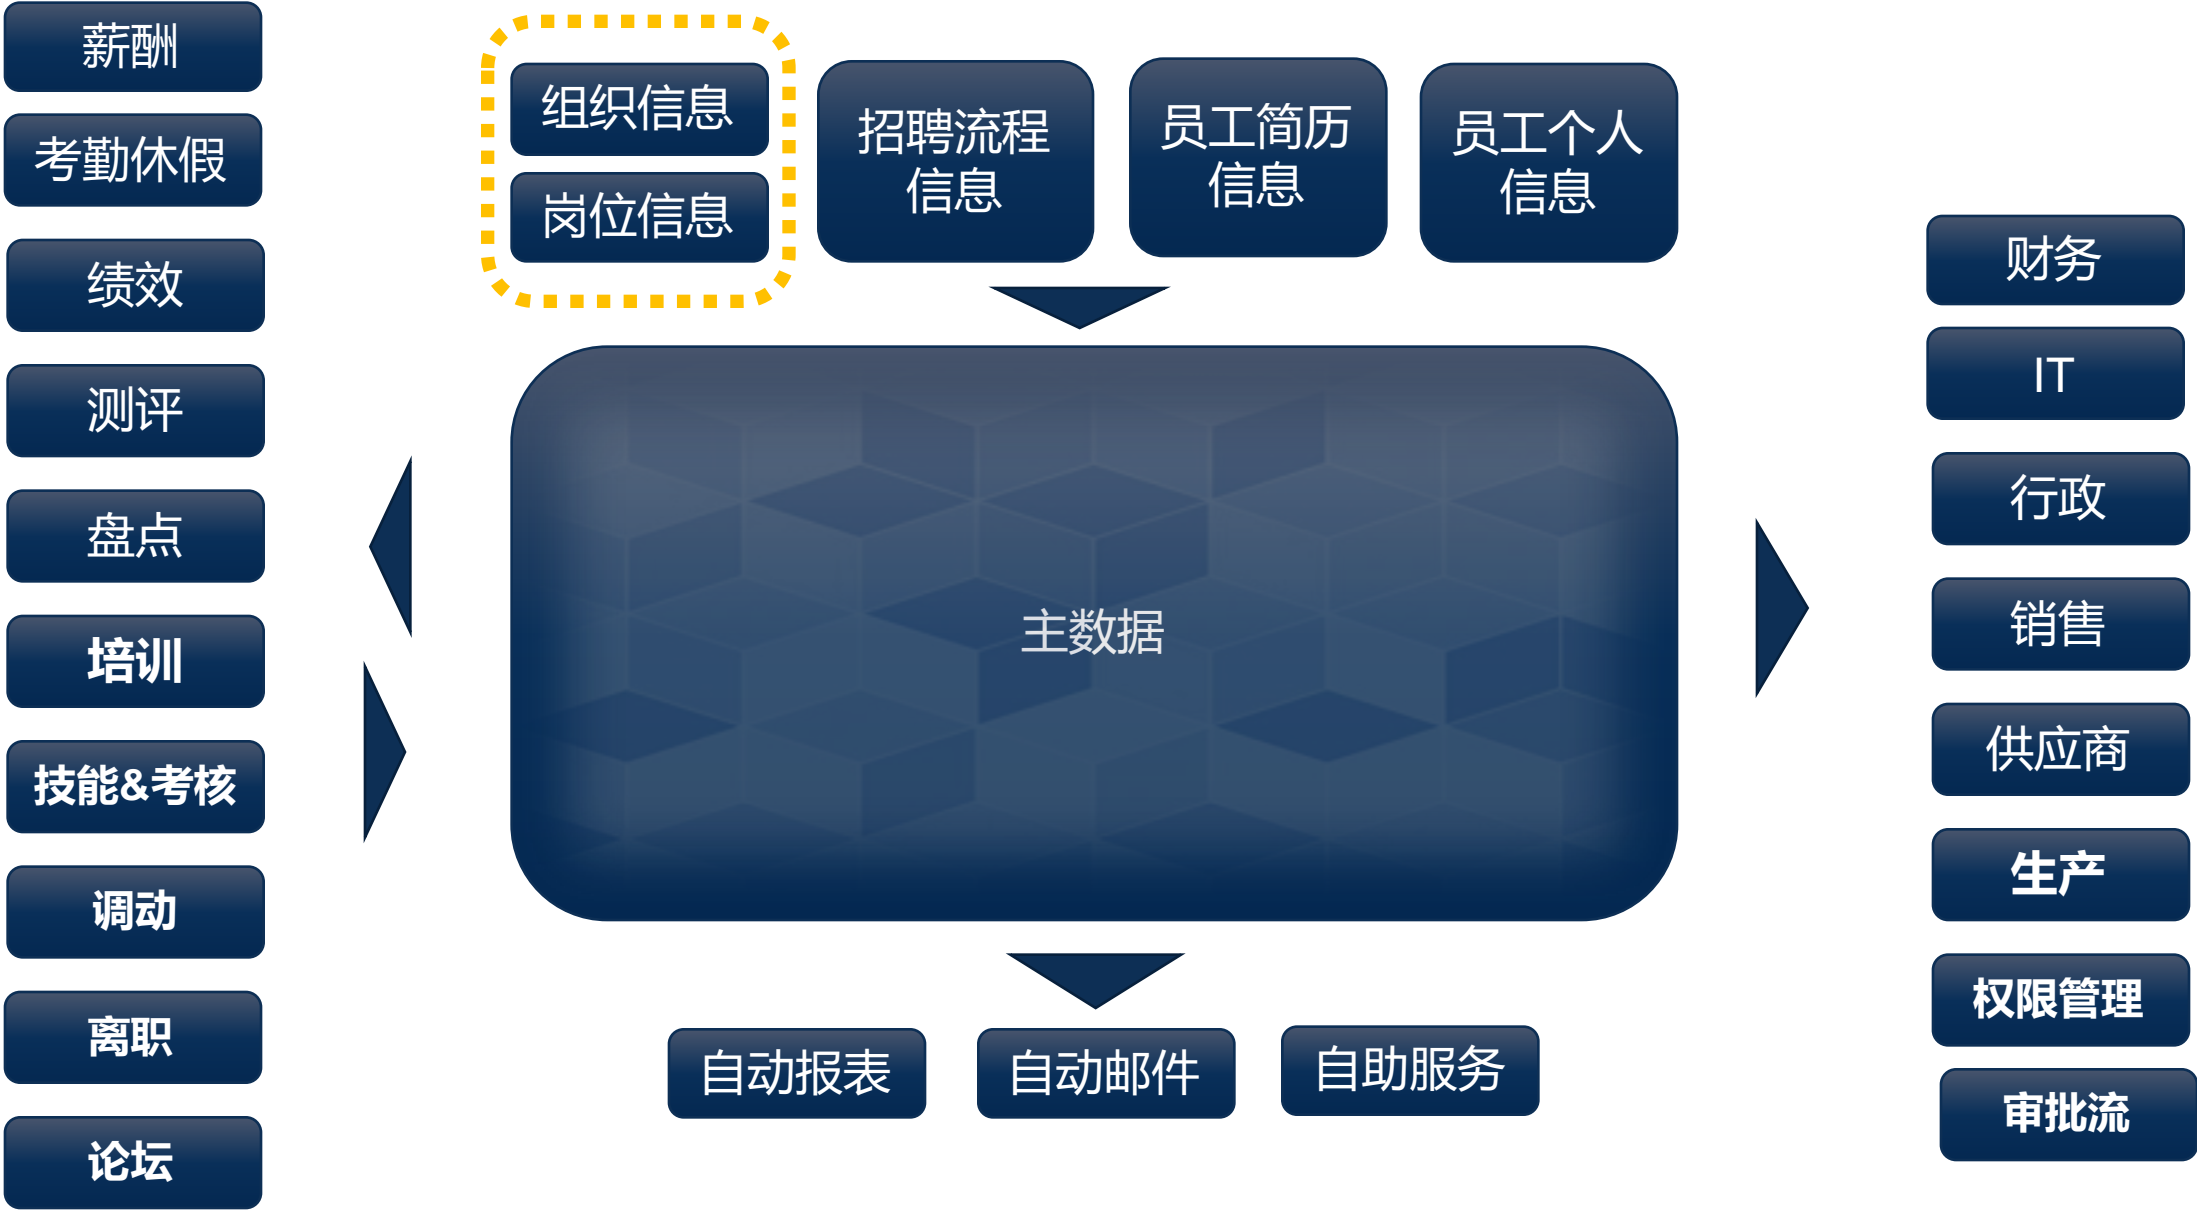 薪酬
考勤休假
绩效
测评
盘点
培训
技能&考核
调动
离职
论坛
组织信息
岗位信息
招聘流程
信息
员工简历
信息
员工个人
信息
主数据
自动报表
自动邮件
自助服务
财务
IT
行政
销售
供应商
生产
权限管理
审批流